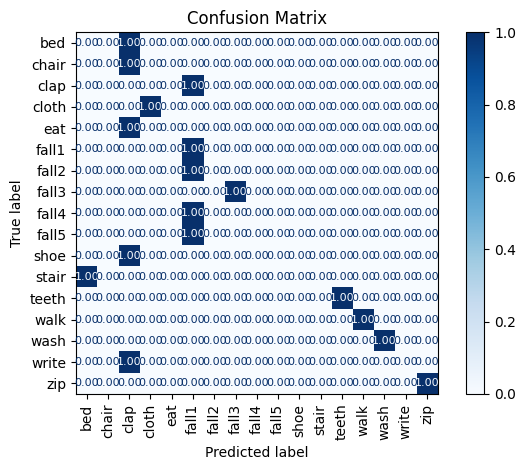 Confusion Matrix
True label
bed 0.00 0.00 1.00 0.00 0.00 0.00 0.00 0.00 0.00 0.00 0.00 0.00 0.00 0.00 0.00 0.00 0.00
chair 0.00 0.00 1.00 0.00 0.00 0.00 0.00 0.00 0.00 0.00 0.00 0.00 0.00 0.00 0.00 0.00 0.00
clap 0.00 0.00 0.00 0.00 0.00 1.00 0.00 0.00 0.00 0.00 0.00 0.00 0.00 0.00 0.00 0.00 0.00
cloth 0.00 0.00 0.00 1.00 0.00 0.00 0.00 0.00 0.00 0.00 0.00 0.00 0.00 0.00 0.00 0.00 0.00
eat 0.00 0.00 1.00 0.00 0.00 0.00 0.00 0.00 0.00 0.00 0.00 0.00 0.00 0.00 0.00 0.00 0.00
fall1 0.00 0.00 0.00 0.00 0.00 1.00 0.00 0.00 0.00 0.00 0.00 0.00 0.00 0.00 0.00 0.00 0.00
fall2 0.00 0.00 0.00 0.00 0.00 1.00 0.00 0.00 0.00 0.00 0.00 0.00 0.00 0.00 0.00 0.00 0.00
fall3 0.00 0.00 0.00 0.00 0.00 0.00 0.00 1.00 0.00 0.00 0.00 0.00 0.00 0.00 0.00 0.00 0.00
fall4 0.00 0.00 0.00 0.00 0.00 1.00 0.00 0.00 0.00 0.00 0.00 0.00 0.00 0.00 0.00 0.00 0.00
fall5 0.00 0.00 0.00 0.00 0.00 1.00 0.00 0.00 0.00 0.00 0.00 0.00 0.00 0.00 0.00 0.00 0.00
shoe 0.00 0.00 1.00 0.00 0.00 0.00 0.00 0.00 0.00 0.00 0.00 0.00 0.00 0.00 0.00 0.00 0.00
stair 1.00 0.00 0.00 0.00 0.00 0.00 0.00 0.00 0.00 0.00 0.00 0.00 0.00 0.00 0.00 0.00 0.00
teeth 0.00 0.00 0.00 0.00 0.00 0.00 0.00 0.00 0.00 0.00 0.00 0.00 1.00 0.00 0.00 0.00 0.00
walk 0.00 0.00 0.00 0.00 0.00 0.00 0.00 0.00 0.00 0.00 0.00 0.00 0.00 1.00 0.00 0.00 0.00
wash 0.00 0.00 0.00 0.00 0.00 0.00 0.00 0.00 0.00 0.00 0.00 0.00 0.00 0.00 1.00 0.00 0.00
write 0.00 0.00 1.00 0.00 0.00 0.00 0.00 0.00 0.00 0.00 0.00 0.00 0.00 0.00 0.00 0.00 0.00
zip 0.00 0.00 0.00 0.00 0.00 0.00 0.00 0.00 0.00 0.00 0.00 0.00 0.00 0.00 0.00 0.00 1.00
bed chair clap cloth eat fall1 fall2 fall3 fall4 fall5 shoe stair teeth walk wash write zip
Predicted label
1.0
0.8
0.6
0.4
0.2
0.0